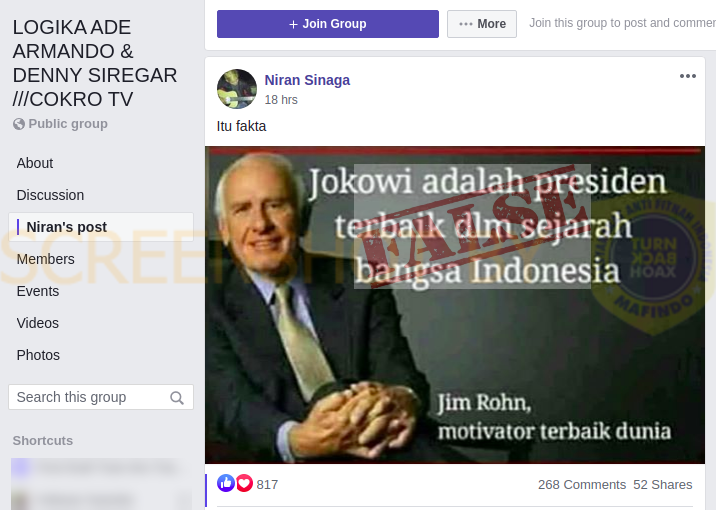 LOGIKA ADE
ARMANDO &
DENNY SIREGAR
///COKRO TV
Public group
About
Discussion
Niran's post
Members
Events
Videos
Photos
Search this group
Shortcuts
+ Join Group
••• More
Join this group to post and commen
Niran Sinaga
18 hrs
Itu fakta
Jokowi adalah presiden
terbaik dlm sejarah
bangsa Indonesia
FALSE
Jim Rohn,
motivator terbaik dunia
SCREEN
ANTI FITNAH
TURN
BACK
HOAX
MAFINDO
817
268 Comments 52 Shares